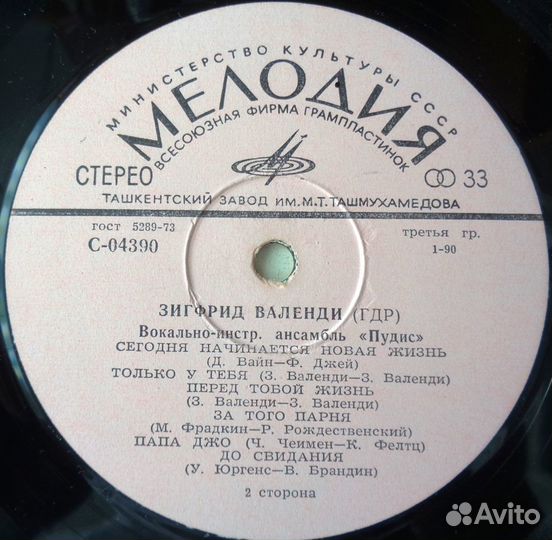 МИНИСТЕРСТВО КУЛЬТУРЫ СССР
МЕЛОДИЯ
ВСЕСОЮЗНАЯ ФИРМА ГРАМПЛАСТИНОК
СТЕРЕО
33
ТАШКЕНТСКИЙ ЗАВОД ИМ. М.Т. ТАШМУХАМЕДОВА
гост 5289-73
третья гр.
С-04390
1-90
ЗИГФРИД ВАЛЕНДИ (ГДР)
Вокально-инстр. ансамбль «Пудис»
СЕГОДНЯ НАЧИНАЕТСЯ НОВАЯ ЖИЗНЬ
(Д. Вайн—Ф. Джей)
ТОЛЬКО У ТЕБЯ (З. Валенди—З. Валенди)
ПЕРЕД ТОБОЙ ЖИЗНЬ
(З. Валенди—З. Валенди)
ЗА ТОГО ПАРНЯ
(М. Фрадкин—Р. Рождественский)
ПАПА ДЖО (Ч. Чеимен—К. Фелтц)
ДО СВИДАНИЯ
(У. Юргенс—В. Брандин)
2 сторона
Avito